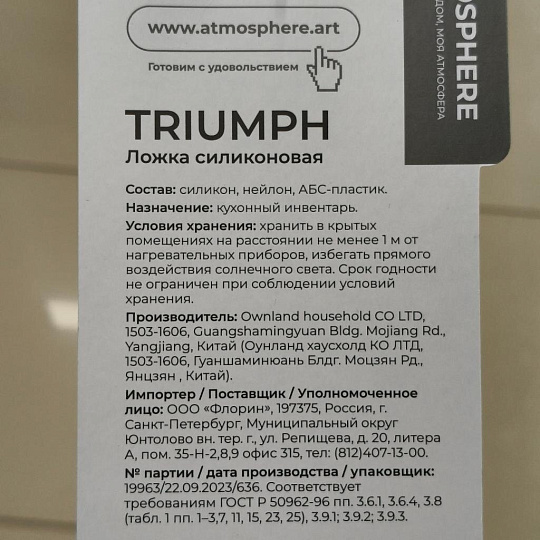 www.atmosphere.art
Готовим с удовольствием
OSPHERE
ДОМ, МОЯ АТМОСФЕРА
TRIUMPH
Ложка силиконовая
Состав: силикон, нейлон, АБС-пластик.
Назначение: кухонный инвентарь.
Условия хранения: хранить в крытых
помещениях на расстоянии не менее 1 м от
нагревательных приборов, избегать прямого
воздействия солнечного света. Срок годности
не ограничен при соблюдении условий
хранения.
Производитель: Ownland household CO LTD,
1503-1606, Guangshamingyuan Bldg. Mojiang Rd.,
Yangjiang, Китай (Оунланд хаусхолд КО ЛТД,
1503-1606, Гуаншаминюань Блдг. Моцзян Рд.,
Янцзян , Китай).
Импортер / Поставщик / Уполномоченное
лицо: ООО «Флорин», 197375, Россия, г.
Санкт-Петербург, Муниципальный округ
Юнтолово вн. тер. г., ул. Репищева, д. 20, литера
А, пом. 35-Н-2,8,9 офис 315, тел: (812)407-13-00.
№ партии / дата производства / упаковщик:
19963/22.09.2023/636. Соответствует
требованиям ГОСТ Р 50962-96 пп. 3.6.1, 3.6.4, 3.8
(табл. 1 пп. 1–3,7, 11, 15, 23, 25), 3.9.1; 3.9.2; 3.9.3.